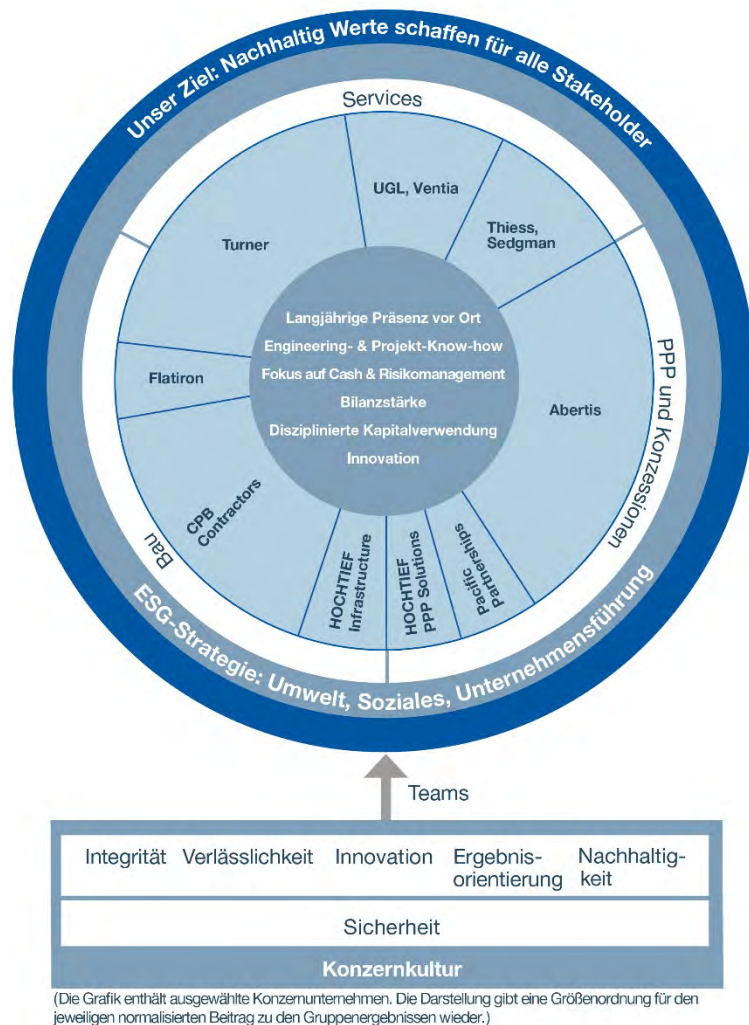 Unser Ziel: Nachhaltig Werte schaffen für alle Stakeholder
Services
UGL, Ventia
Thiess,
Sedgman
Turner
Langjährige Präsenz vor Ort
Engineering- & Projekt-Know-how
Fokus auf Cash & Risikomanagement
Bilanzstärke
Disziplinierte Kapitalverwendung
Innovation
Flatiron
Abertis
PPP und Konzessionen
CPB
Contractors
Bau
HOCHTIEF
Infrastructure
HOCHTIEF
PPP Solutions
Pacific
Partnerships
ESG-Strategie: Umwelt, Soziales, Unternehmensführung
Teams
Integrität Verlässlichkeit Innovation Ergebnis- Nachhaltig-
orientierung keit
Sicherheit
Konzernkultur
(Die Grafik enthält ausgewählte Konzernunternehmen. Die Darstellung gibt eine Größenordnung für den
jeweiligen normalisierten Beitrag zu den Gruppenergebnissen wieder.)